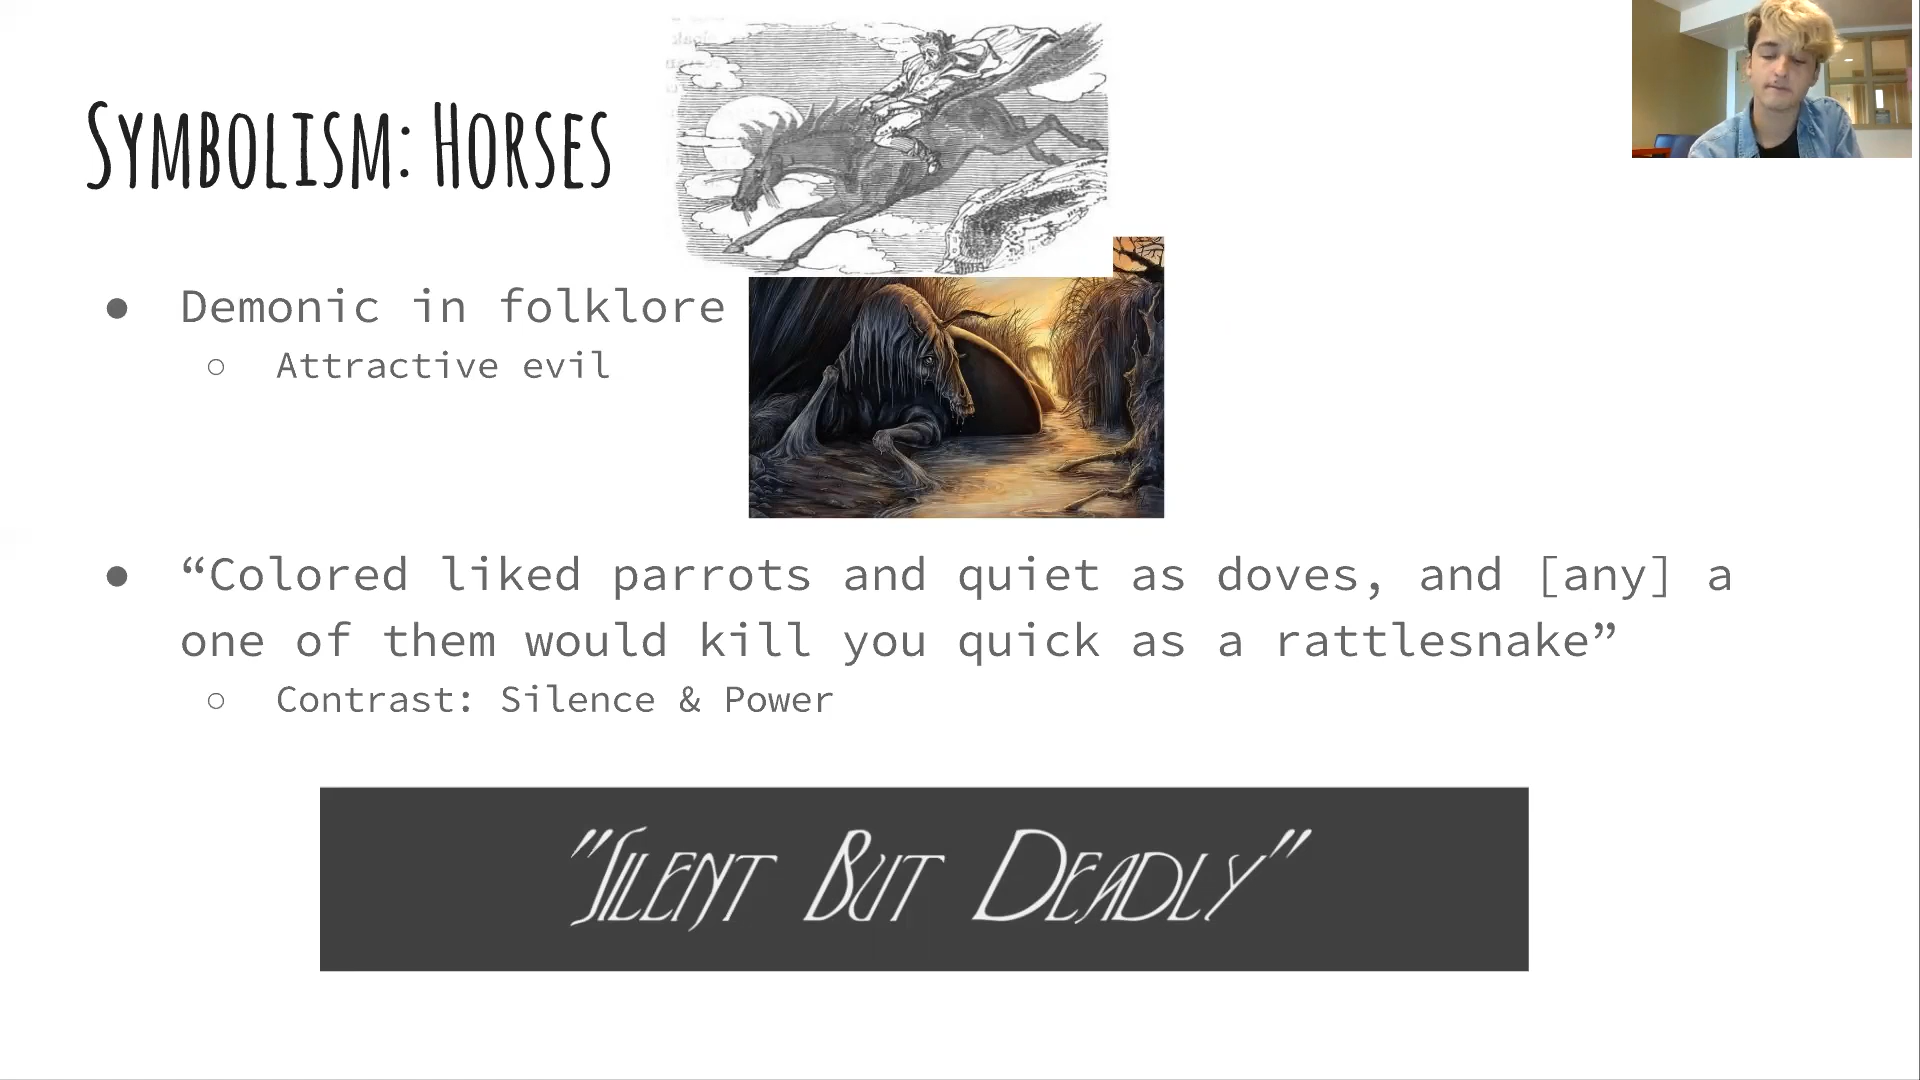 Symbolism: Horses
● Demonic in folklore
○ Attractive evil
● “Colored liked parrots and quiet as doves, and [any] a
one of them would kill you quick as a rattlesnake”
○ Contrast: Silence & Power
"Silent But Deadly"